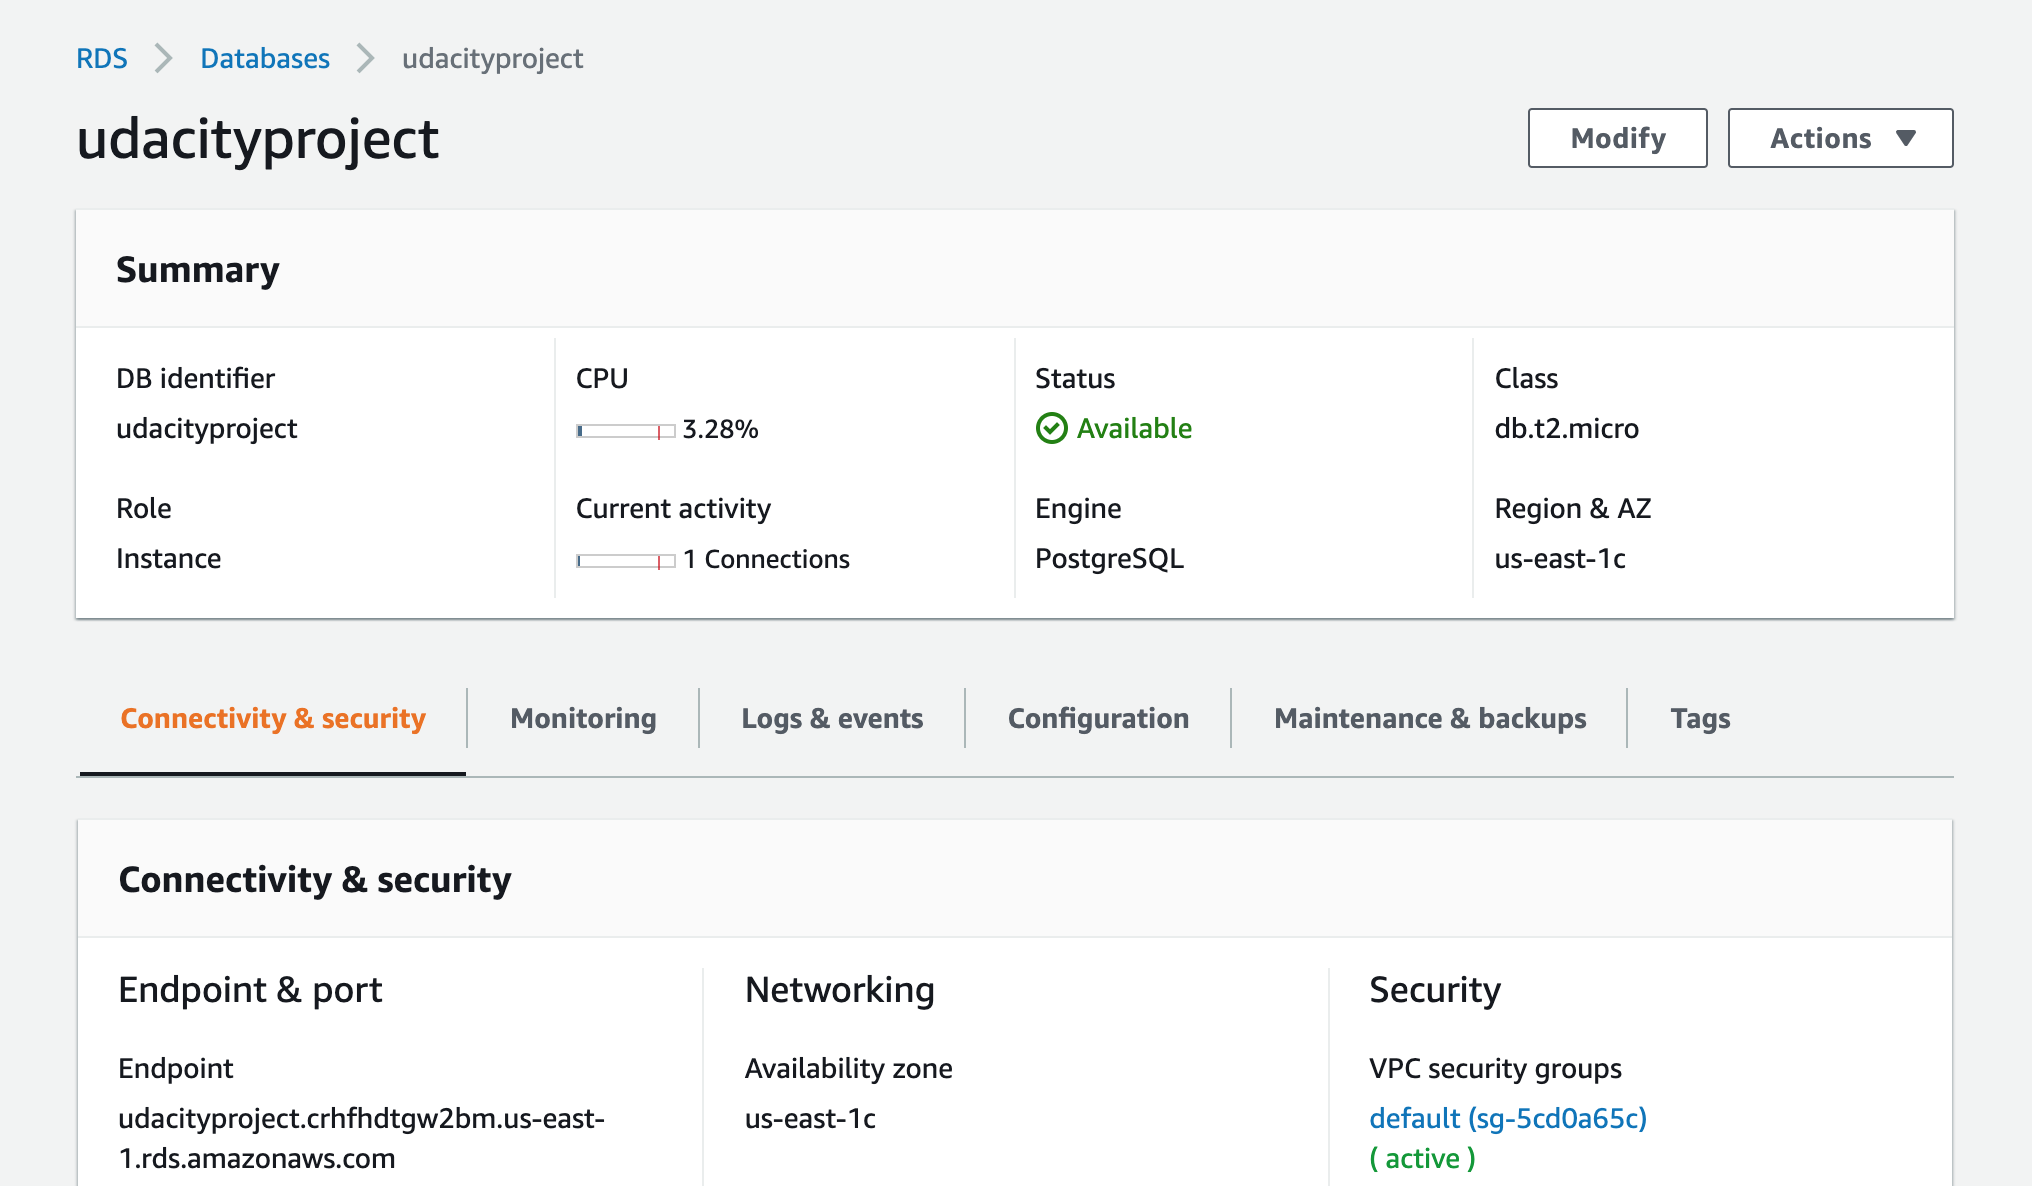 RDS Databases udacityproject
udacityproject
Modify Actions
Summary
DB identifier CPU Status Class
udacityproject 3.28% Available db.t2.micro
Role Current activity Engine Region & AZ
Instance 1 Connections PostgreSQL us-east-1c
Connectivity & security Monitoring Logs & events Configuration Maintenance & backups Tags
Connectivity & security
Endpoint & port Networking Security
Endpoint Availability zone VPC security groups
udacityproject.crhfhdtgw2bm.us-east- us-east-1c default (sg-5cd0a65c)
1.rds.amazonaws.com ( active )